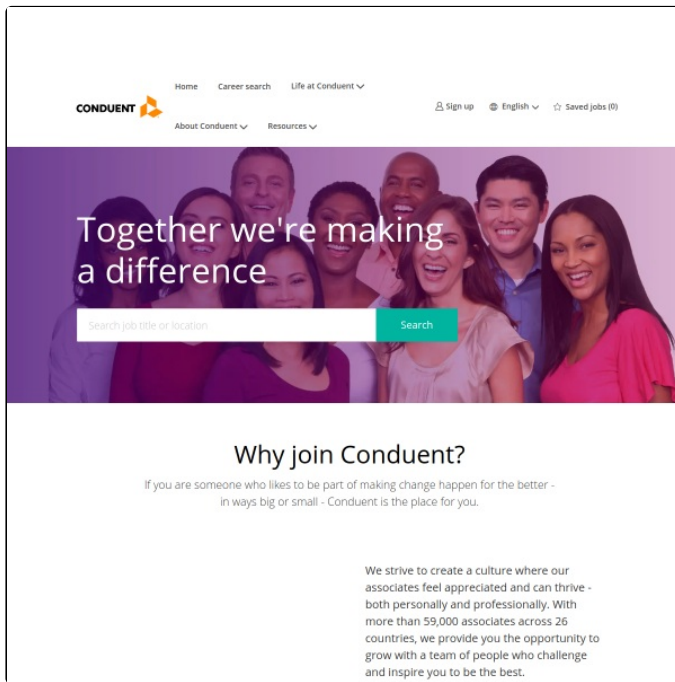 Home Career search Life at Conduent
CONDUENT
Sign up English Saved jobs (0)
About Conduent Resources
Together we're making
a difference
Search job title or location Search
Why join Conduent?
If you are someone who likes to be part of making change happen for the better -
in ways big or small - Conduent is the place for you.
We strive to create a culture where our
associates feel appreciated and can thrive -
both personally and professionally. With
more than 59,000 associates across 26
countries, we provide you the opportunity to
grow with a team of people who challenge
and inspire you to be the best.